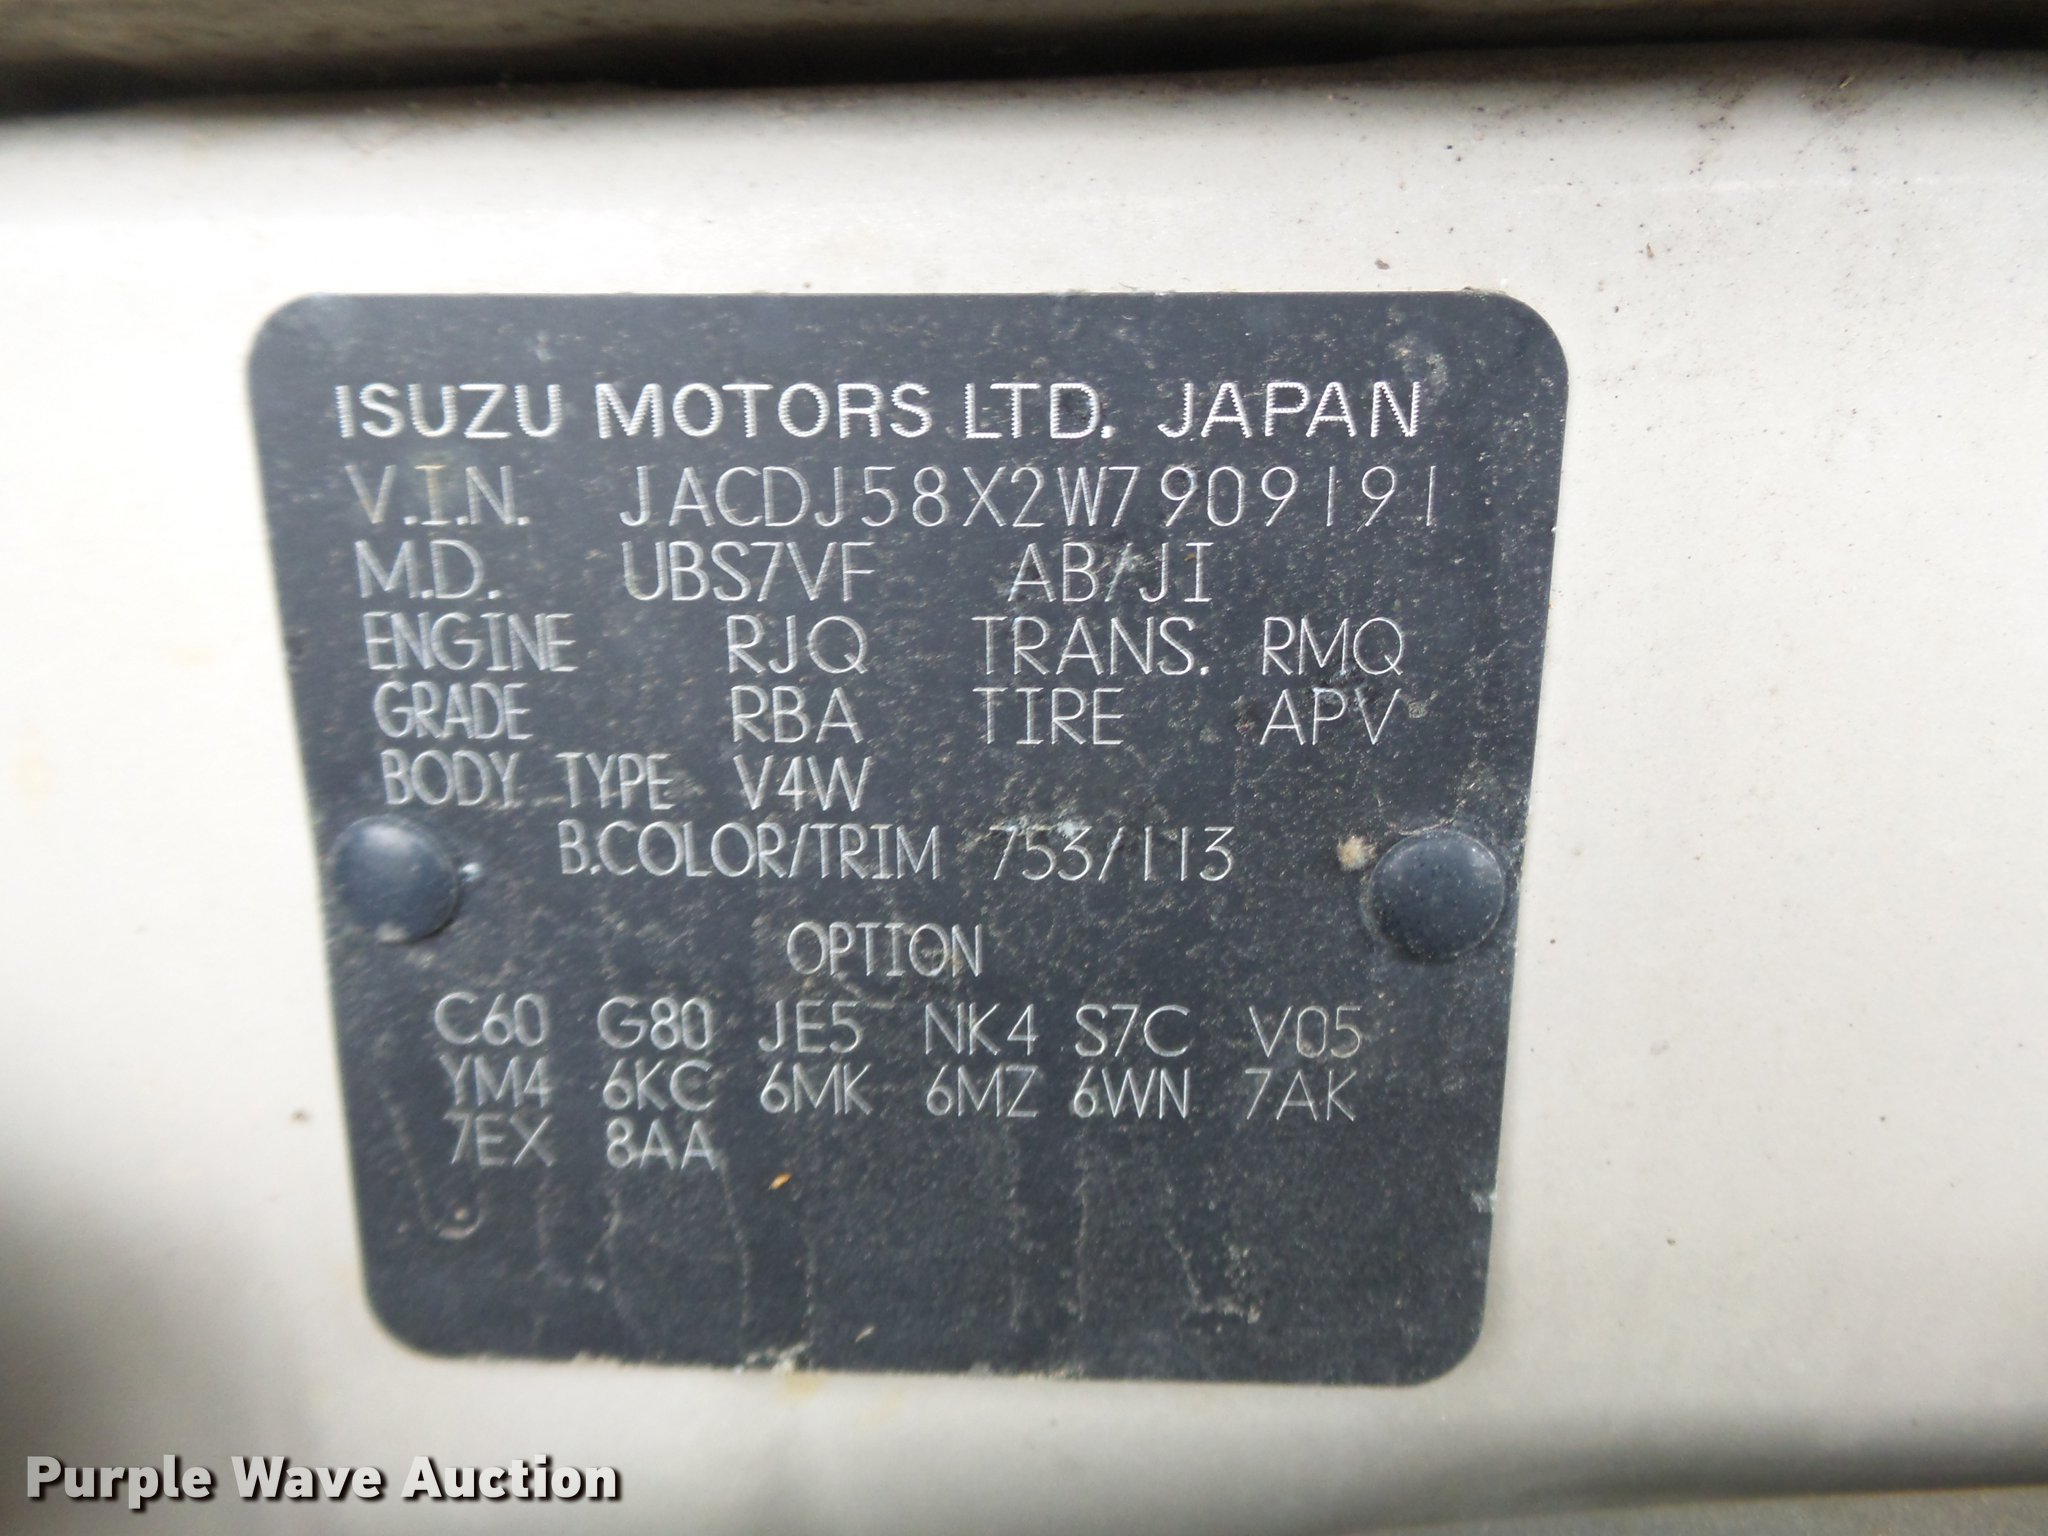 ISUZU MOTORS LTD. JAPAN
V.I.N. JACDJ58X2W7909191
M.D. UBS7VF AB/JI
ENGINE RJQ TRANS. RMQ
GRADE RBA TIRE APV
BODY TYPE V4W
B.COLOR/TRIM 753/113
OPTION
C60 G80 JE5 NK4 S7C V05
YM4 6KC 6MK 6MZ 6WN 7AK
7EX 8AA
Purple Wave Auction